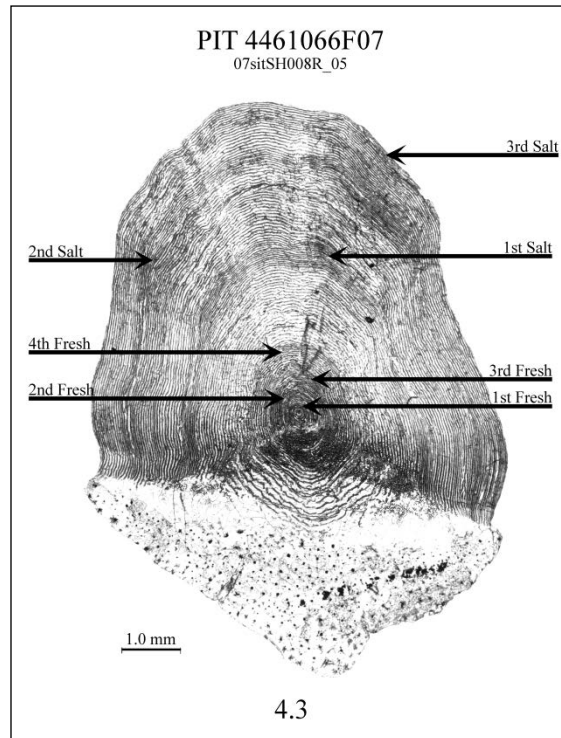 PIT 4461066F07
07sitSH008R_05
3rd Salt
2nd Salt
1st Salt
4th Fresh
3rd Fresh
2nd Fresh
1st Fresh
1.0 mm
4.3